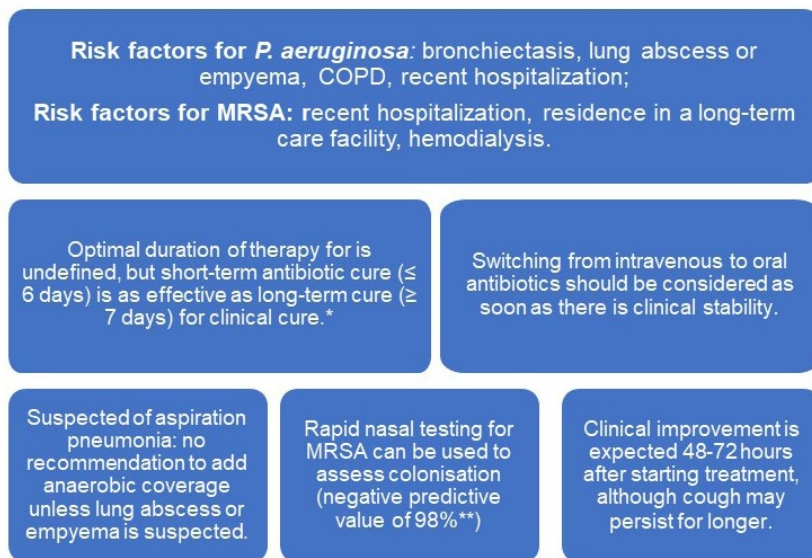 Risk factors for P. aeruginosa: bronchiectasis, lung abscess or
empyema, COPD, recent hospitalization;
Risk factors for MRSA: recent hospitalization, residence in a long-term
care facility, hemodialysis.
Optimal duration of therapy for is
undefined, but short-term antibiotic cure (≤
6 days) is as effective as long-term cure (≥
7 days) for clinical cure.*
Switching from intravenous to oral
antibiotics should be considered as
soon as there is clinical stability.
Suspected of aspiration
pneumonia: no
recommendation to add
anaerobic coverage
unless lung abscess or
empyema is suspected.
Rapid nasal testing for
MRSA can be used to
assess colonisation
(negative predictive
value of 98%**)
Clinical improvement is
expected 48-72 hours
after starting treatment,
although cough may
persist for longer.